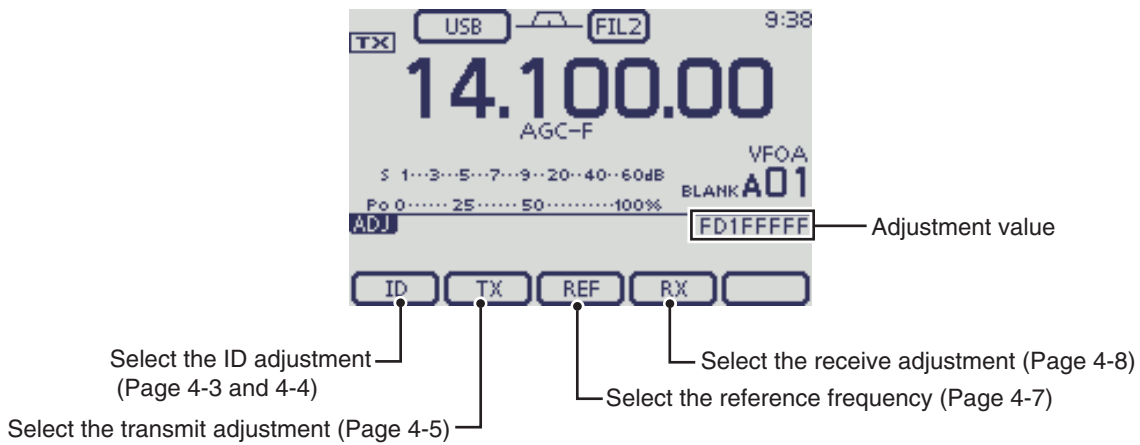 USB FIL2 9:38
TX
14.100.00
AGC-F
VFOA
S 1···3···5···7···9··20··40··60dB
BLANK A01
Po 0······ 25 ······ 50 ·········100%
ADJ FD1FFFFF Adjustment value
ID TX REF RX
Select the ID adjustment
(Page 4-3 and 4-4)
Select the receive adjustment (Page 4-8)
Select the reference frequency (Page 4-7)
Select the transmit adjustment (Page 4-5)